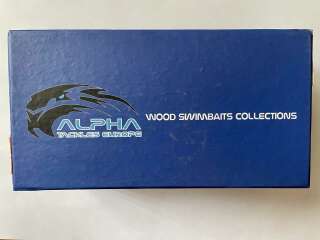 ALPHA
TACKLES EUROPE
WOOD SWIMBAITS COLLECTIONS